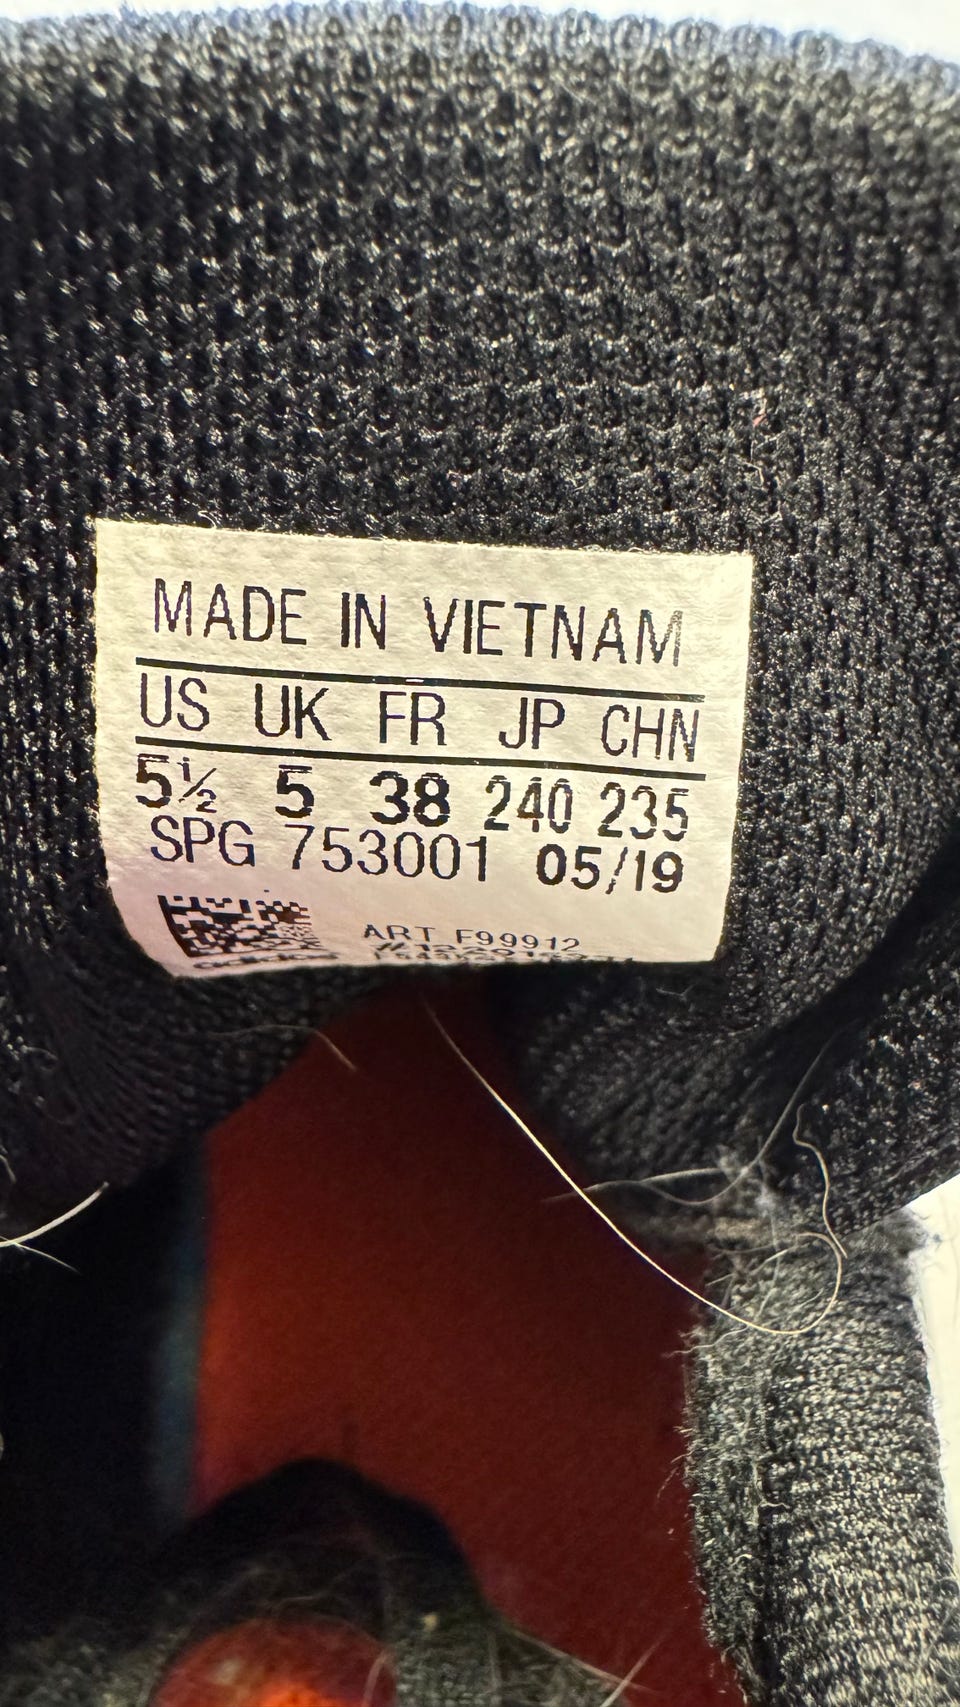 MADE IN VIETNAM
US UK FR JP CHN
5½ 5 38 240 235
SPG 753001 05/19
ART F99912
adidas